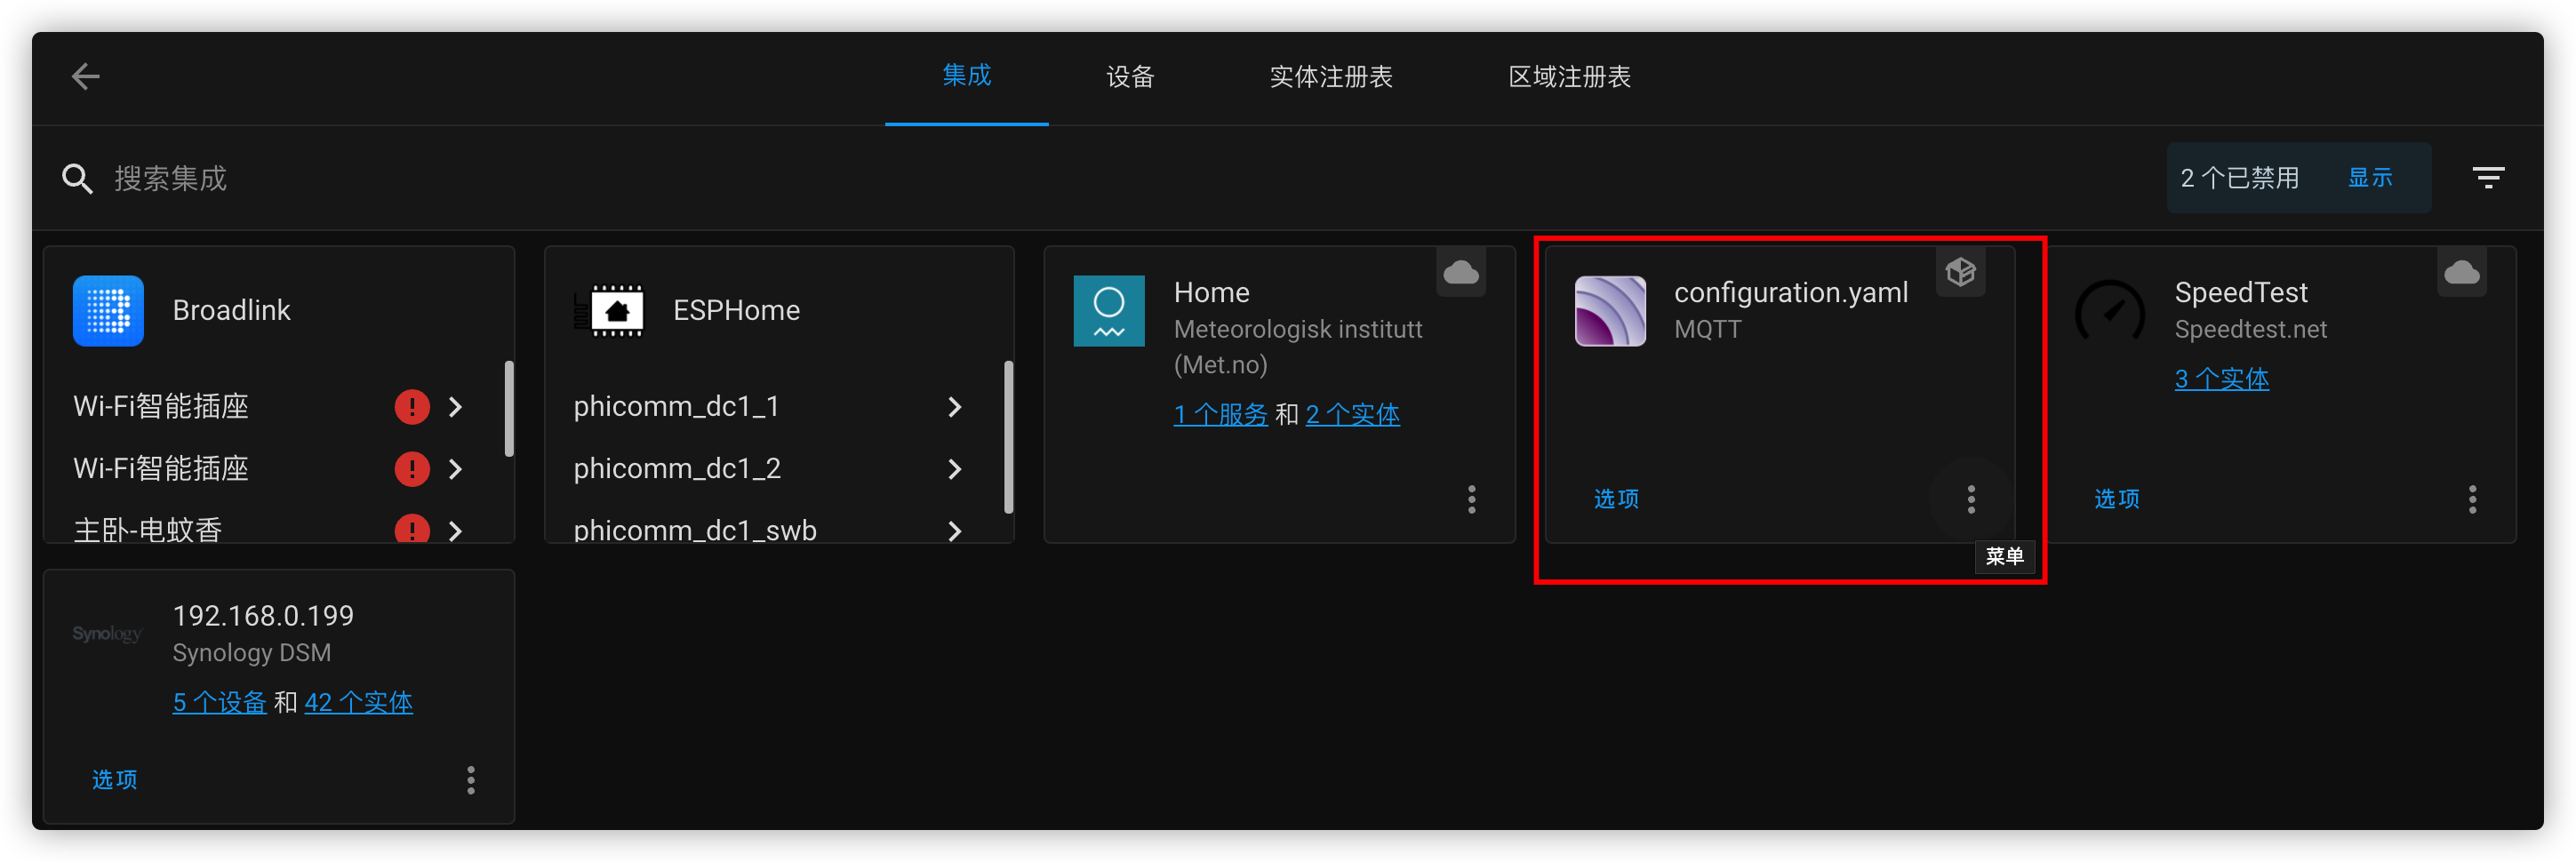 集成
设备
实体注册表
区域注册表
搜索集成
2 个已禁用
显示
Broadlink
Wi-Fi智能插座
Wi-Fi智能插座
主卧-电蚊香
ESPHome
phicomm_dc1_1
phicomm_dc1_2
phicomm_dc1_swb
Home
Meteorologisk institutt
(Met.no)
1 个服务 和 2 个实体
configuration.yaml
MQTT
选项
菜单
SpeedTest
Speedtest.net
3 个实体
选项
Synology
192.168.0.199
Synology DSM
5 个设备 和 42 个实体
选项